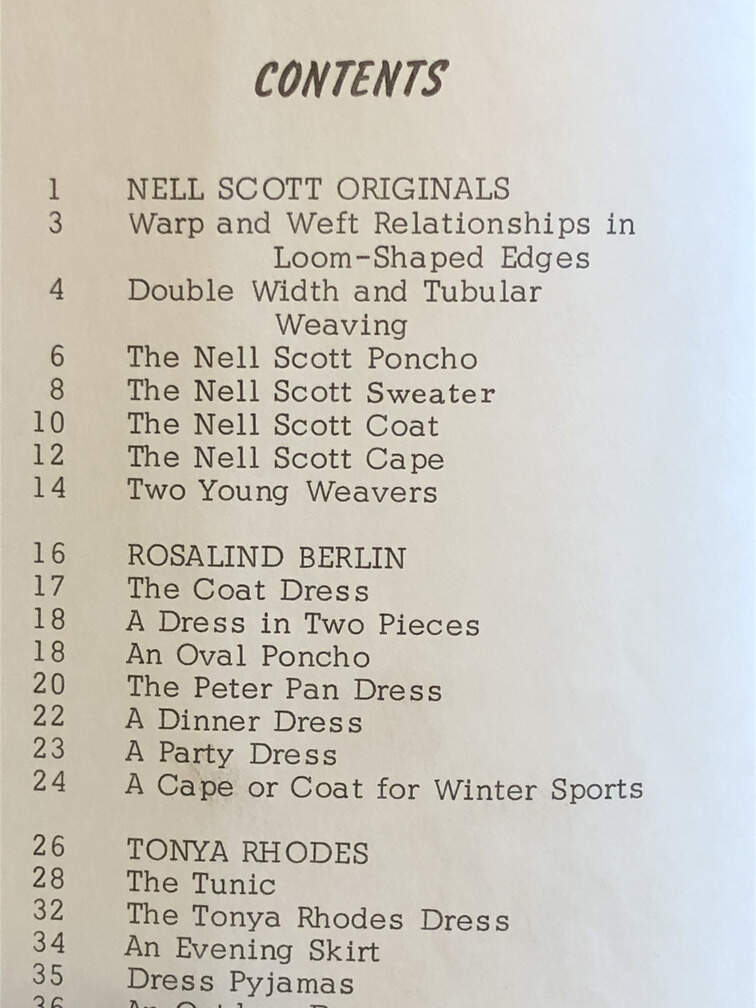 CONTENTS
1 NELL SCOTT ORIGINALS
3 Warp and Weft Relationships in
Loom-Shaped Edges
4 Double Width and Tubular
Weaving
6 The Nell Scott Poncho
8 The Nell Scott Sweater
10 The Nell Scott Coat
12 The Nell Scott Cape
14 Two Young Weavers
16 ROSALIND BERLIN
17 The Coat Dress
18 A Dress in Two Pieces
18 An Oval Poncho
20 The Peter Pan Dress
22 A Dinner Dress
23 A Party Dress
24 A Cape or Coat for Winter Sports
26 TONYA RHODES
28 The Tunic
32 The Tonya Rhodes Dress
34 An Evening Skirt
35 Dress Pyjamas
36 An